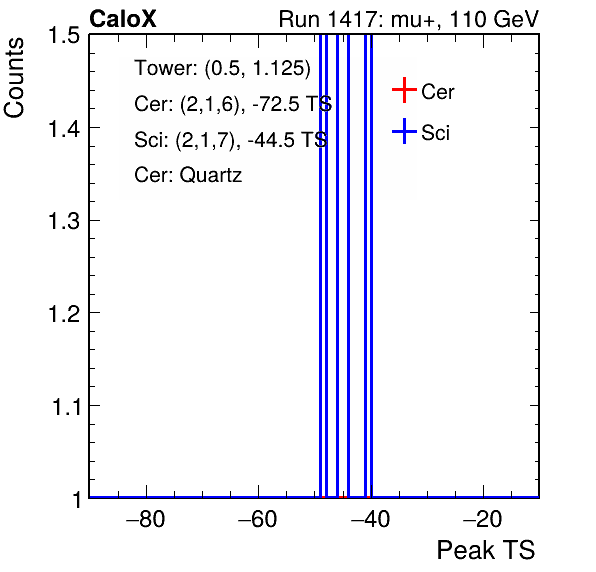 CaloX Run 1417: mu+, 110 GeV
Counts
1.5
1.4
1.3
1.2
1.1
1
Tower: (0.5, 1.125)
Cer: (2,1,6), -72.5 TS
Sci: (2,1,7), -44.5 TS
Cer: Quartz
Cer
Sci
−80 −60 −40 −20
Peak TS